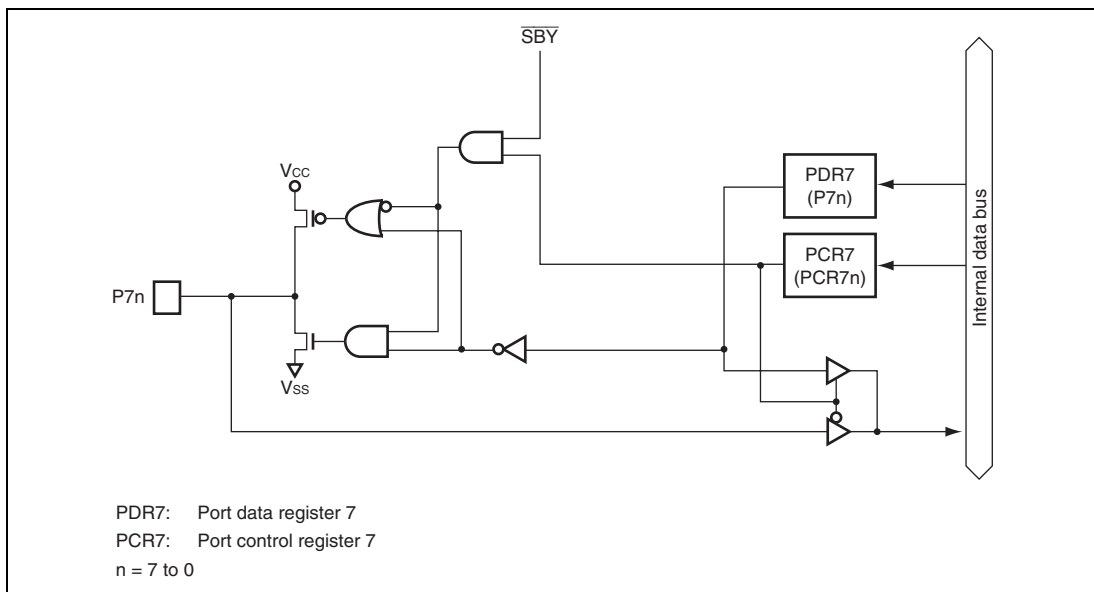 S̅B̅Y̅
VCC
PDR7
(P7n)
PCR7
(PCR7n)
Internal data bus
P7n
VSS
PDR7: Port data register 7
PCR7: Port control register 7
n = 7 to 0